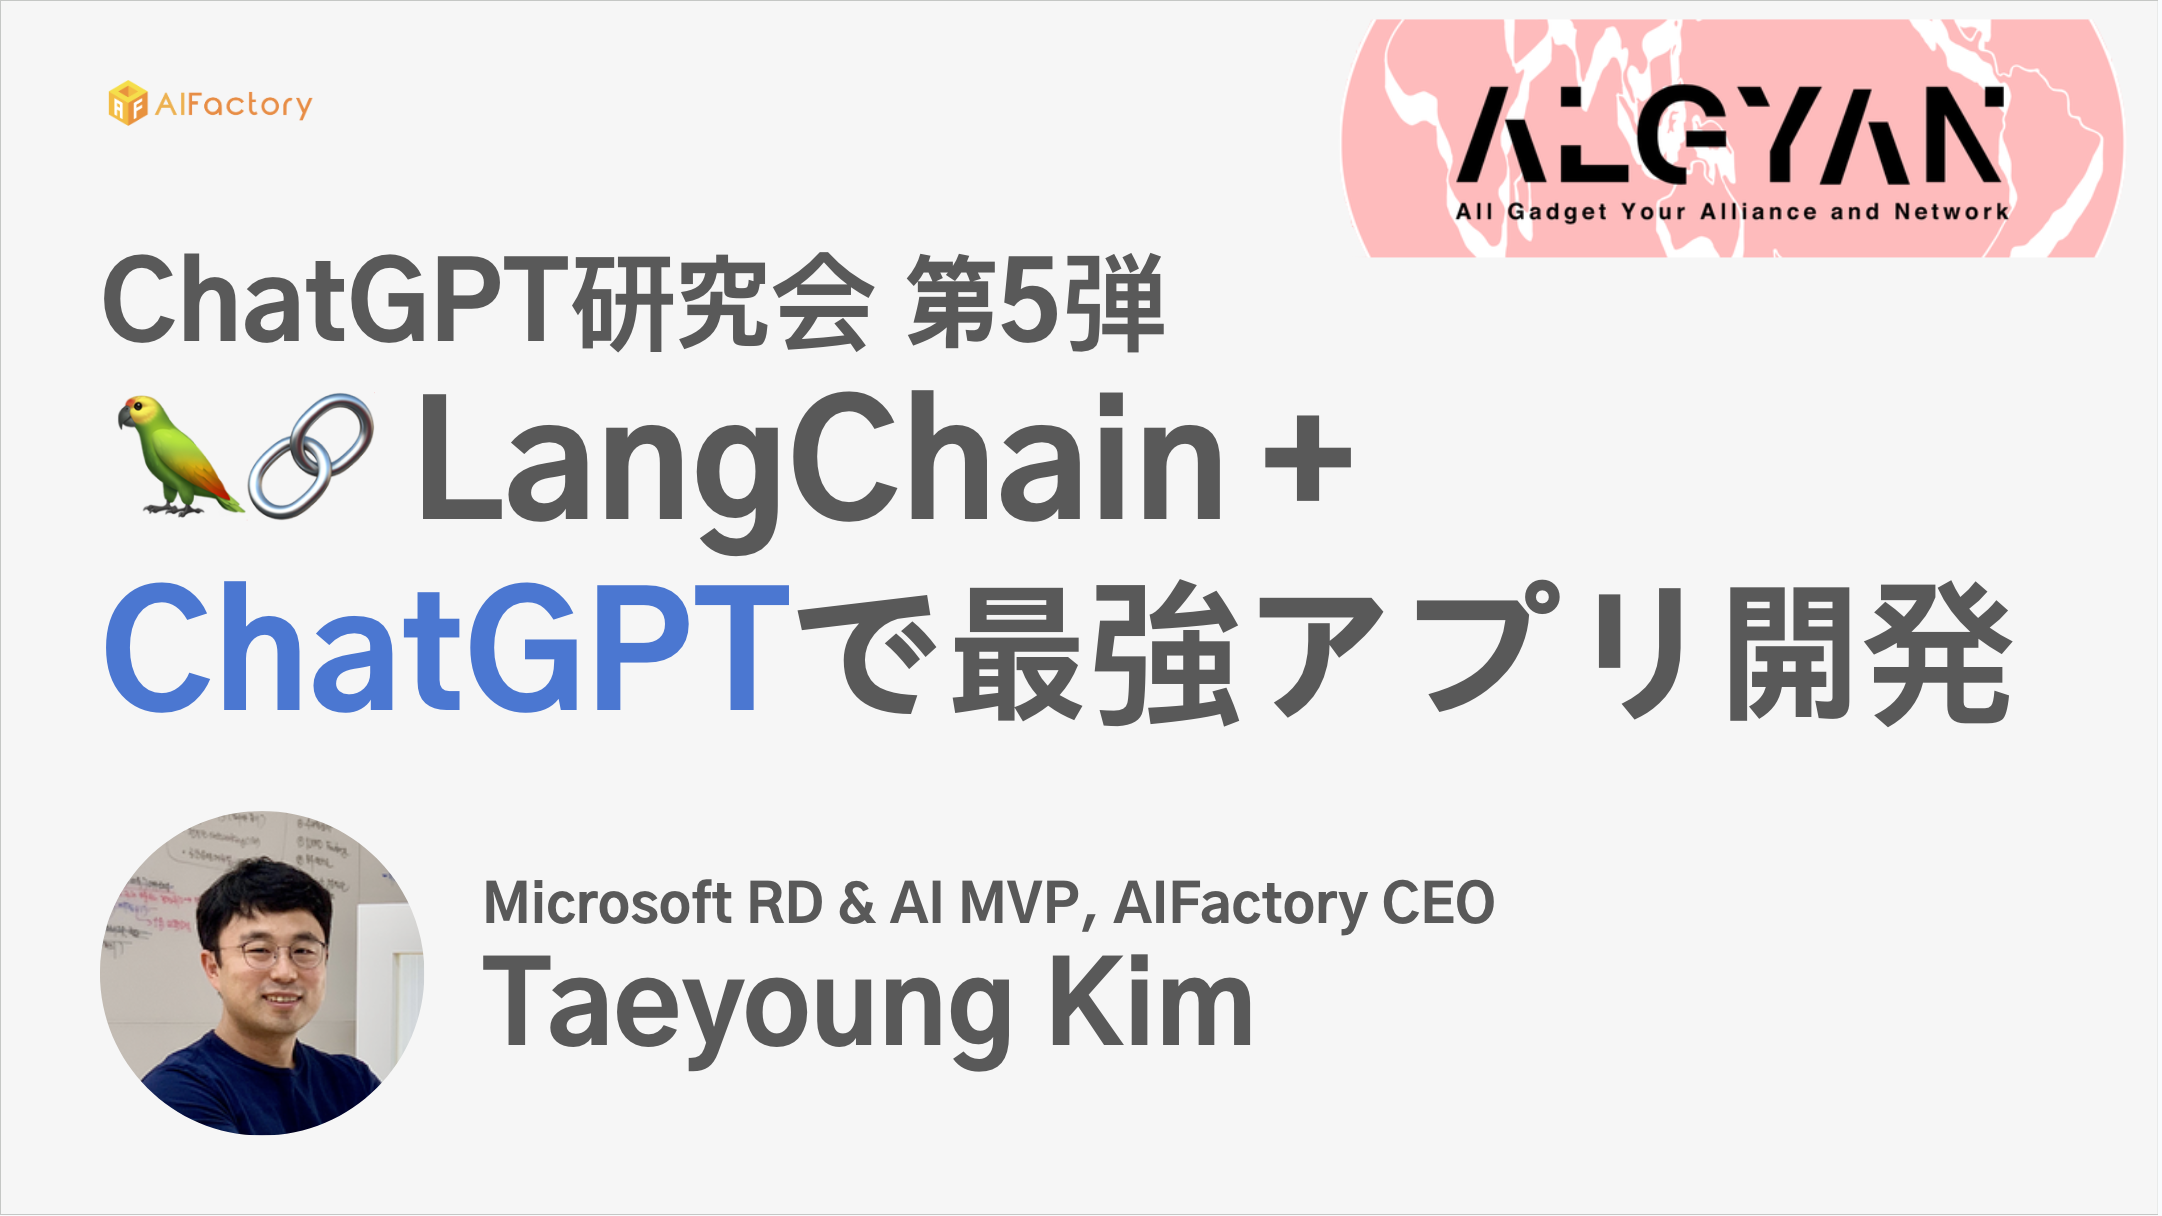 AIFactory
ALGYAN
All Gadget Your Alliance and Network
ChatGPT研究会 第5弾
🦜🔗 LangChain +
ChatGPTで最強アプリ開発
Microsoft RD & AI MVP, AIFactory CEO
Taeyoung Kim